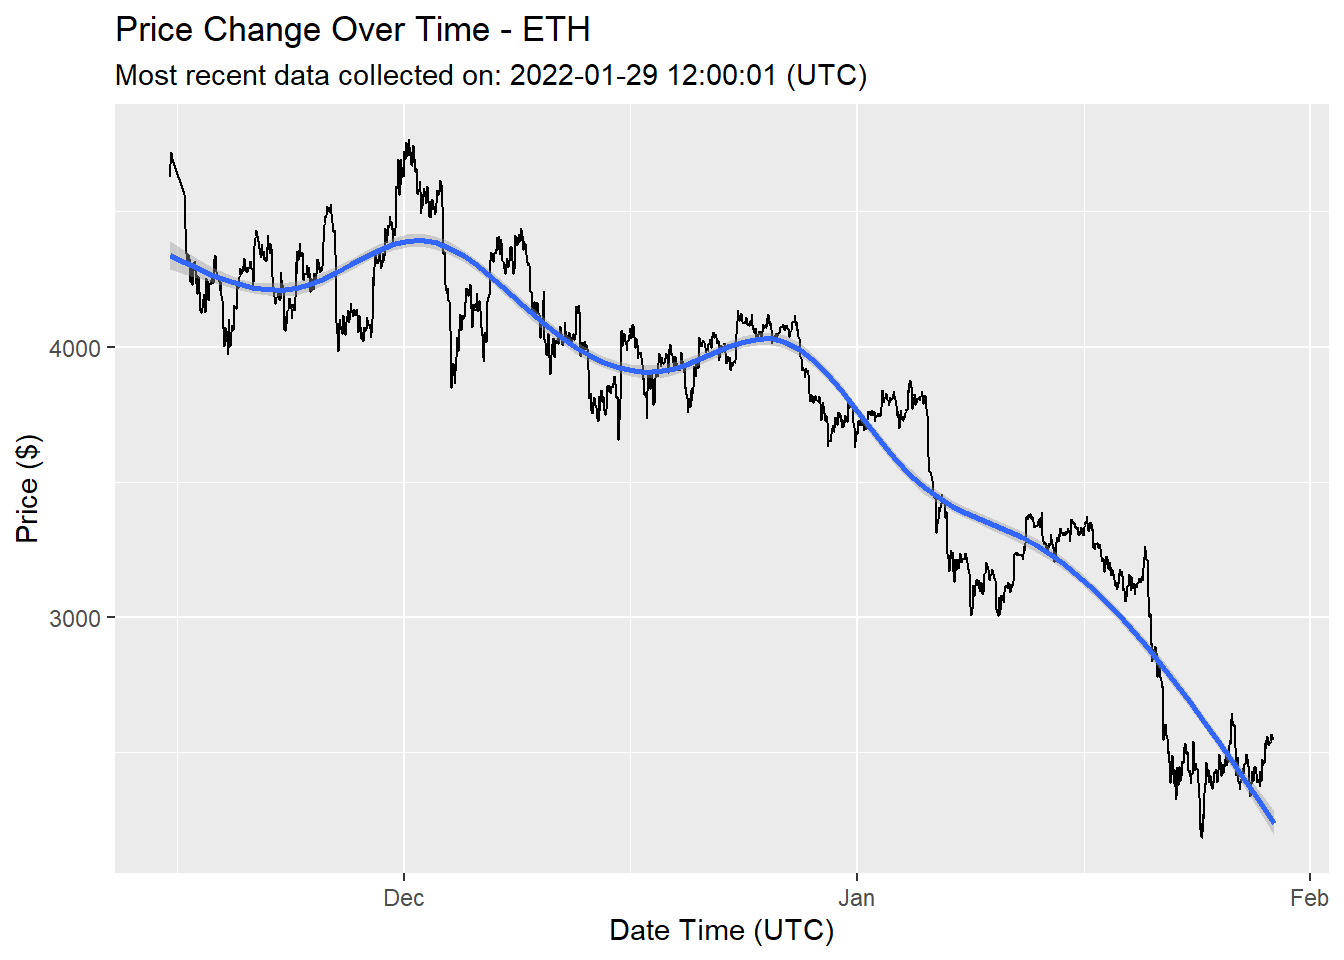 Price Change Over Time - ETH
Most recent data collected on: 2022-01-29 12:00:01 (UTC)
Price ($)
4000
3000
Dec
Jan
Feb
Date Time (UTC)